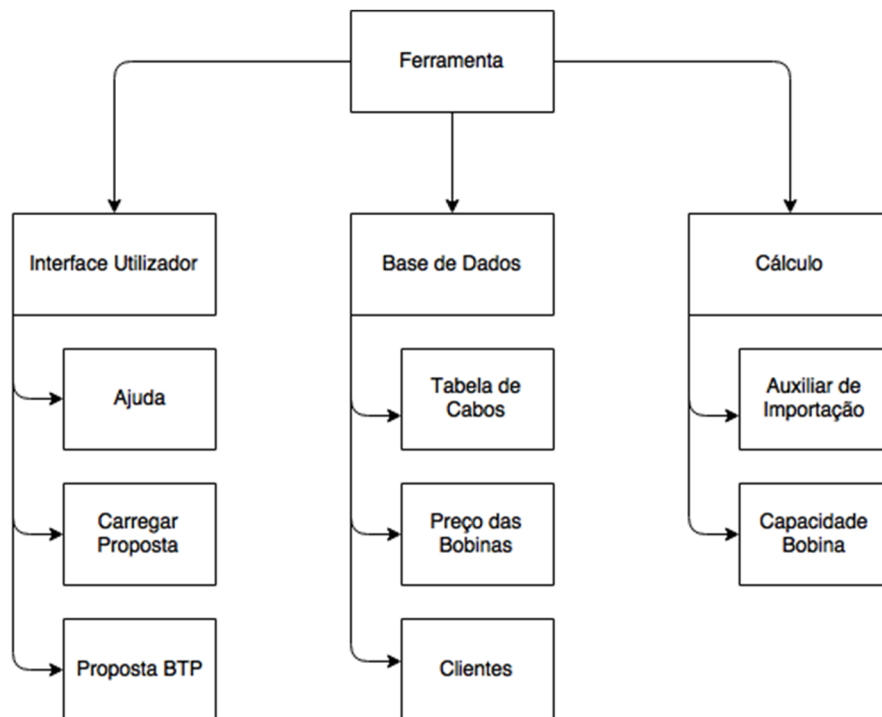 Ferramenta
Interface Utilizador
Base de Dados
Cálculo
Ajuda
Tabela de
Cabos
Auxiliar de
Importação
Carregar
Proposta
Preço das
Bobinas
Capacidade
Bobina
Proposta BTP
Clientes